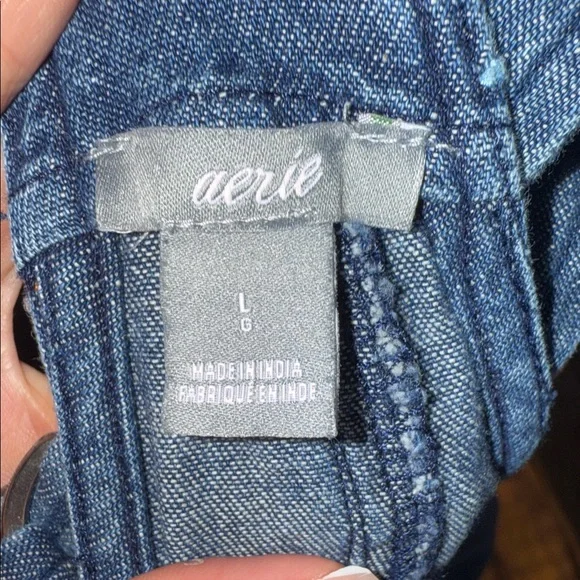 aerie
L
G
MADE IN INDIA
FABRIQUÉ EN INDE